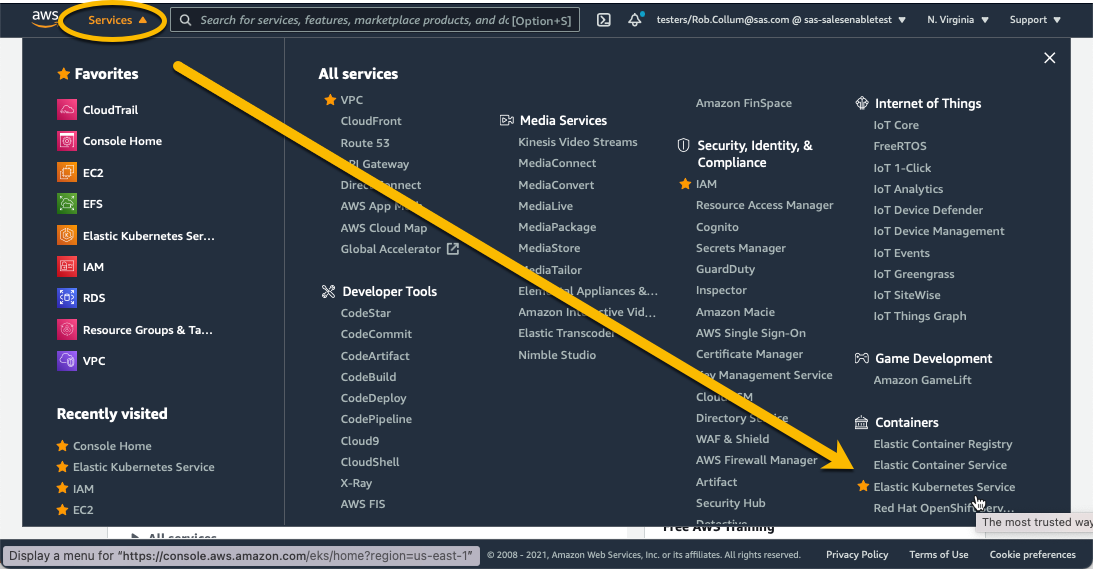 aws
Services ▲
Search for services, features, marketplace products, and dc [Option+S]
testers/Rob.Collum@sas.com @ sas-salesenabletest ▼
N. Virginia ▼
Support ▼
Favorites
CloudTrail
Console Home
EC2
EFS
Elastic Kubernetes Ser...
IAM
RDS
Resource Groups & Ta...
VPC
Recently visited
Console Home
Elastic Kubernetes Service
IAM
EC2
All services
VPC
CloudFront
Route 53
API Gateway
Direct Connect
AWS App Mesh
AWS Cloud Map
Global Accelerator
Developer Tools
CodeStar
CodeCommit
CodeArtifact
CodeBuild
CodeDeploy
CodePipeline
Cloud9
CloudShell
X-Ray
AWS FIS
Media Services
Kinesis Video Streams
MediaConnect
MediaConvert
MediaLive
MediaPackage
MediaStore
MediaTailor
Elemental Appliances &...
Amazon Interactive Vid...
Elastic Transcoder
Nimble Studio
Amazon FinSpace
Security, Identity, &
Compliance
IAM
Resource Access Manager
Cognito
Secrets Manager
GuardDuty
Inspector
Amazon Macie
AWS Single Sign-On
Certificate Manager
Key Management Service
CloudHSM
Directory Service
WAF & Shield
AWS Firewall Manager
Artifact
Security Hub
Detective
Internet of Things
IoT Core
FreeRTOS
IoT 1-Click
IoT Analytics
IoT Device Defender
IoT Device Management
IoT Events
IoT Greengrass
IoT SiteWise
IoT Things Graph
Game Development
Amazon GameLift
Containers
Elastic Container Registry
Elastic Container Service
Elastic Kubernetes Service
Red Hat OpenShift Serv...
The most trusted way
All services
Free AWS Training
Display a menu for “https://console.aws.amazon.com/eks/home?region=us-east-1”
© 2008 - 2021, Amazon Web Services, Inc. or its affiliates. All rights reserved.
Privacy Policy
Terms of Use
Cookie preferences